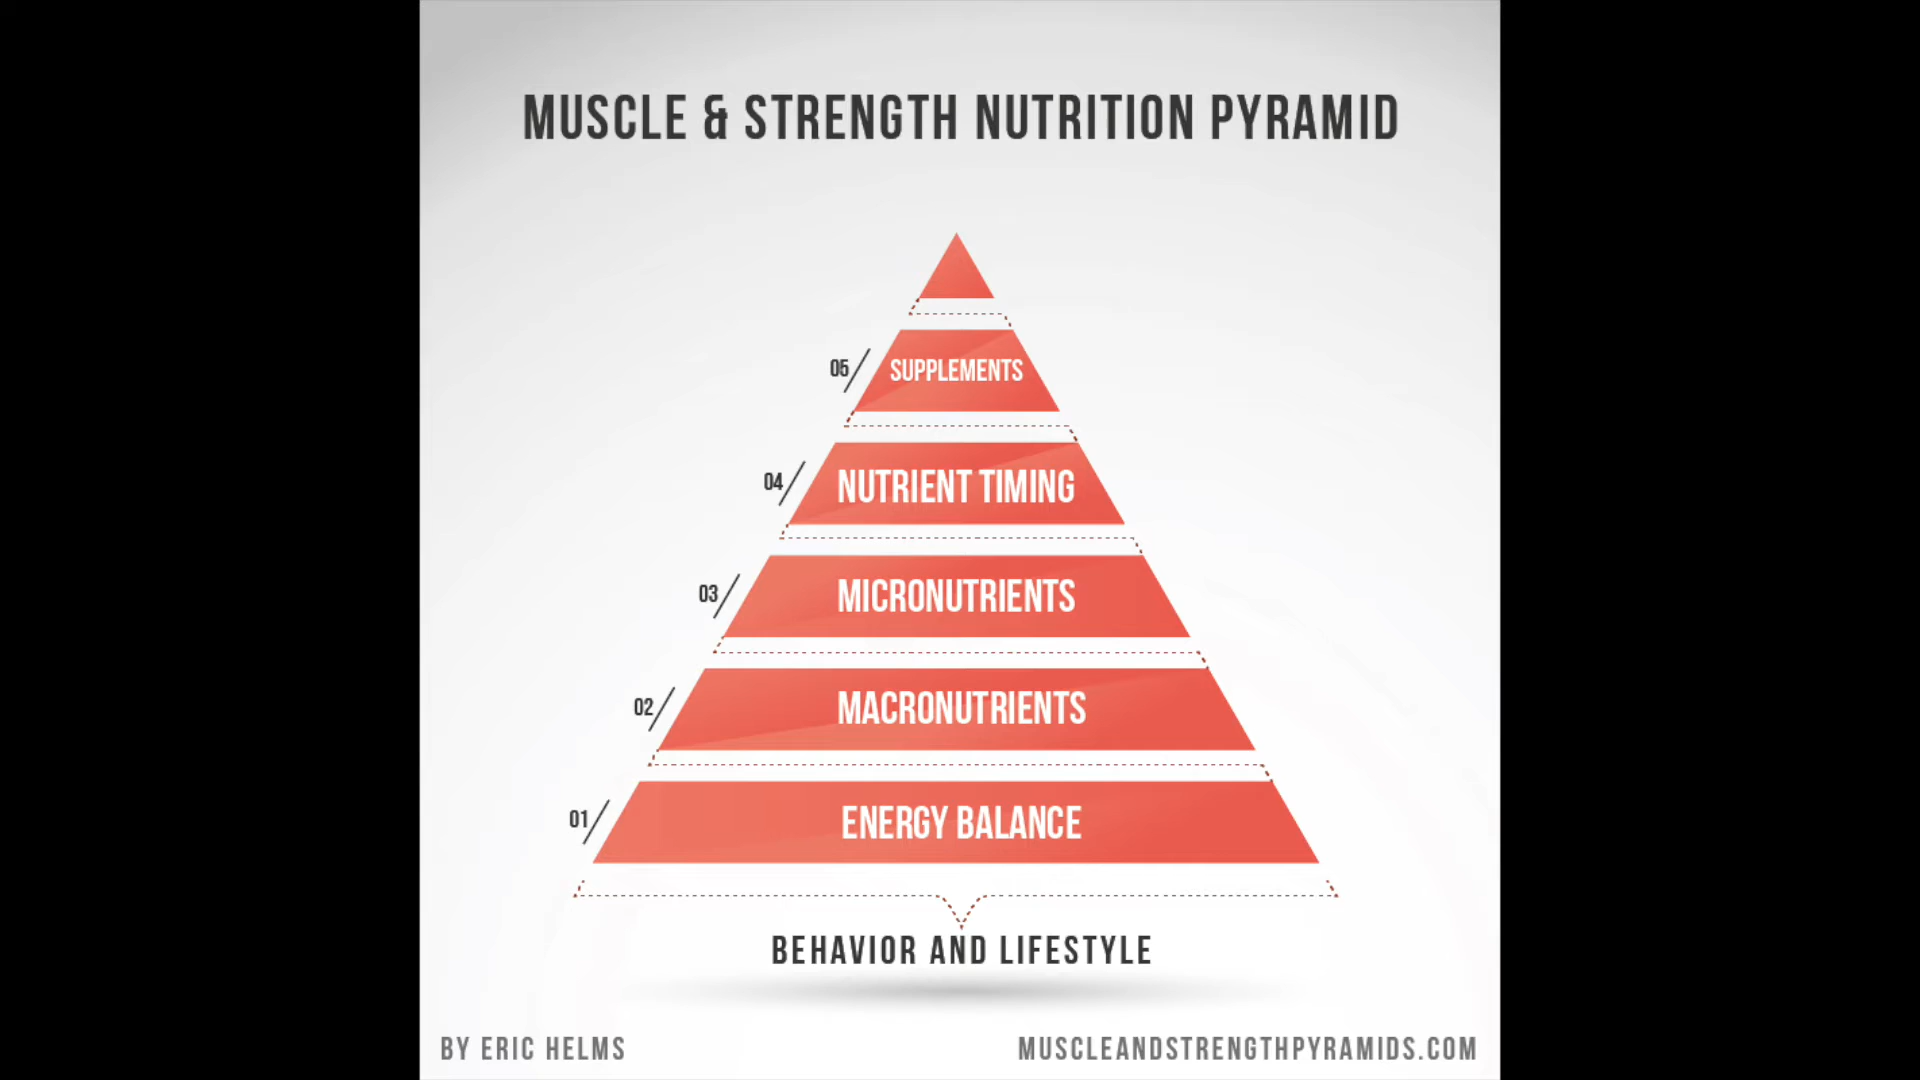 MUSCLE & STRENGTH NUTRITION PYRAMID
05 SUPPLEMENTS
04 NUTRIENT TIMING
03 MICRONUTRIENTS
02 MACRONUTRIENTS
01 ENERGY BALANCE
BEHAVIOR AND LIFESTYLE
BY ERIC HELMS
MUSCLEANDSTRENGTHPYRAMIDS.COM